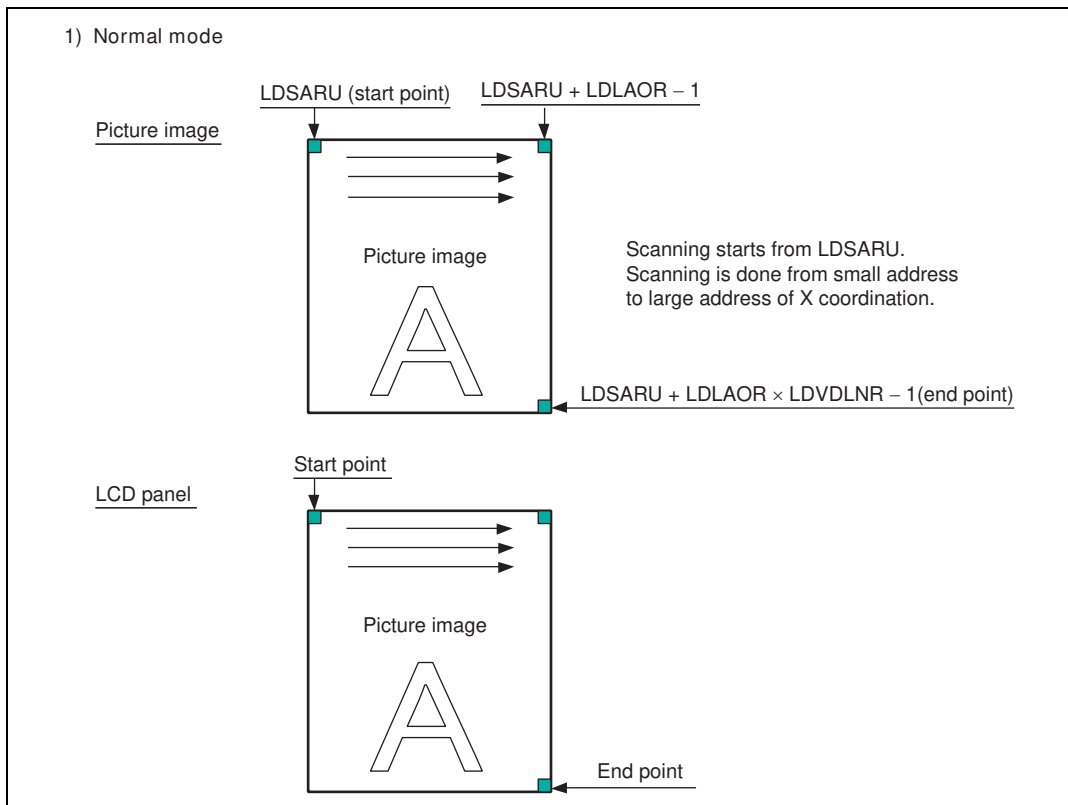 1) Normal mode
LDSARU (start point)
LDSARU + LDLAOR – 1
Picture image
Picture image
A
Scanning starts from LDSARU.
Scanning is done from small address
to large address of X coordination.
LDSARU + LDLAOR × LDVDLNR – 1(end point)
Start point
LCD panel
Picture image
A
End point